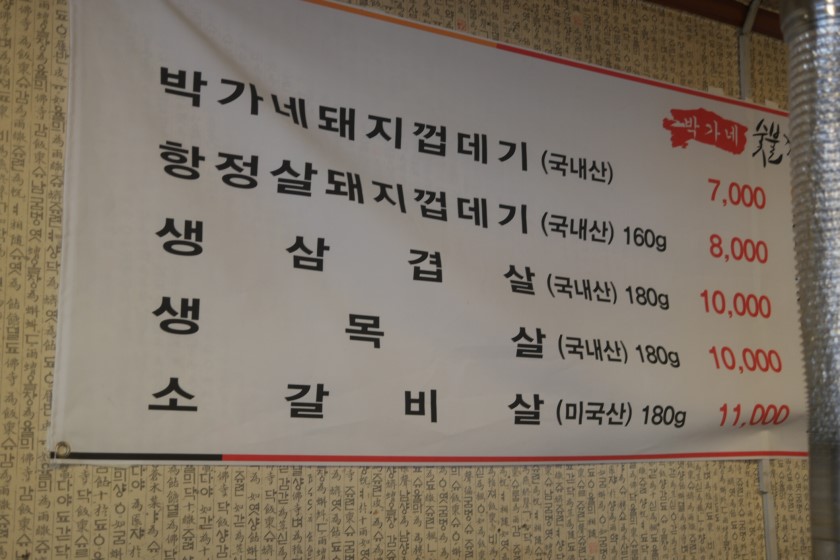 박가네 숯불
박가네돼지껍데기 (국내산) 7,000
항정살돼지껍데기 (국내산) 160g 8,000
생 삼 겹 살 (국내산) 180g 10,000
생 목 살 (국내산) 180g 10,000
소 갈 비 살 (미국산) 180g 11,000